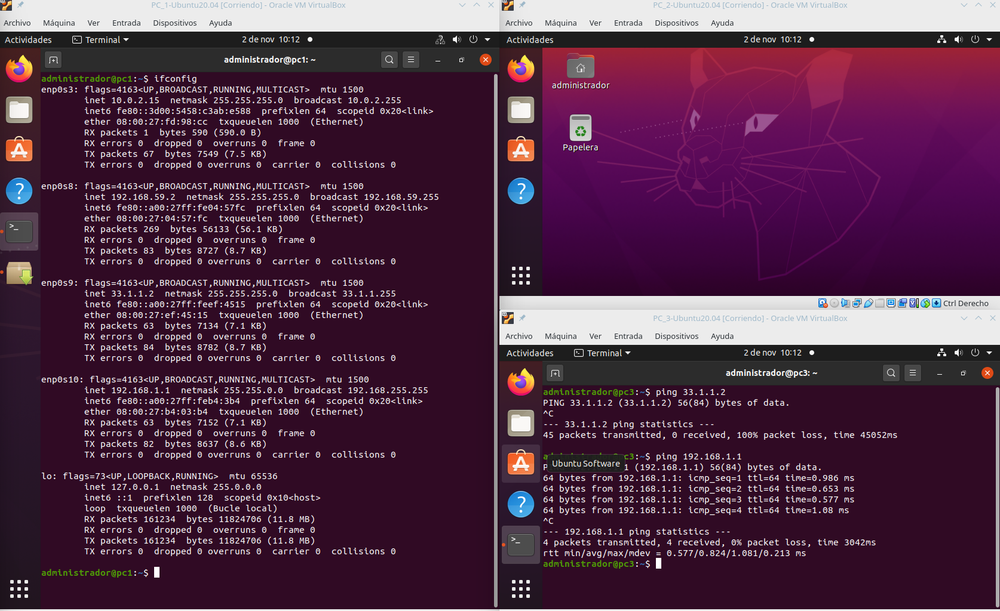 PC_1-Ubuntu20.04 [Corriendo] - Oracle VM VirtualBox
Archivo Máquina Ver Entrada Dispositivos Ayuda
Actividades Terminal 2 de nov 10:12
administrador@pc1: ~
administrador@pc1:~$ ifconfig
enp0s3: flags=4163<UP,BROADCAST,RUNNING,MULTICAST>  mtu 1500
        inet 10.0.2.15  netmask 255.255.255.0  broadcast 10.0.2.255
        inet6 fe80::3d00:5458:c3ab:e588  prefixlen 64  scopeid 0x20<link>
        ether 08:00:27:fd:98:cc  txqueuelen 1000  (Ethernet)
        RX packets 1  bytes 590 (590.0 B)
        RX errors 0  dropped 0  overruns 0  frame 0
        TX packets 67  bytes 7549 (7.5 KB)
        TX errors 0  dropped 0 overruns 0  carrier 0  collisions 0
enp0s8: flags=4163<UP,BROADCAST,RUNNING,MULTICAST>  mtu 1500
        inet 192.168.59.2  netmask 255.255.255.0  broadcast 192.168.59.255
        inet6 fe80::a00:27ff:fe04:57fc  prefixlen 64  scopeid 0x20<link>
        ether 08:00:27:04:57:fc  txqueuelen 1000  (Ethernet)
        RX packets 269  bytes 56133 (56.1 KB)
        RX errors 0  dropped 0  overruns 0  frame 0
        TX packets 83  bytes 8727 (8.7 KB)
        TX errors 0  dropped 0 overruns 0  carrier 0  collisions 0
enp0s9: flags=4163<UP,BROADCAST,RUNNING,MULTICAST>  mtu 1500
        inet 33.1.1.2  netmask 255.255.255.0  broadcast 33.1.1.255
        inet6 fe80::a00:27ff:feef:4515  prefixlen 64  scopeid 0x20<link>
        ether 08:00:27:ef:45:15  txqueuelen 1000  (Ethernet)
        RX packets 63  bytes 7134 (7.1 KB)
        RX errors 0  dropped 0  overruns 0  frame 0
        TX packets 84  bytes 8782 (8.7 KB)
        TX errors 0  dropped 0 overruns 0  carrier 0  collisions 0
enp0s10: flags=4163<UP,BROADCAST,RUNNING,MULTICAST>  mtu 1500
        inet 192.168.1.1  netmask 255.255.0.0  broadcast 192.168.255.255
        inet6 fe80::a00:27ff:feb4:3b4  prefixlen 64  scopeid 0x20<link>
        ether 08:00:27:b4:03:b4  txqueuelen 1000  (Ethernet)
        RX packets 63  bytes 7152 (7.1 KB)
        RX errors 0  dropped 0  overruns 0  frame 0
        TX packets 82  bytes 8637 (8.6 KB)
        TX errors 0  dropped 0 overruns 0  carrier 0  collisions 0
lo: flags=73<UP,LOOPBACK,RUNNING>  mtu 65536
        inet 127.0.0.1  netmask 255.0.0.0
        inet6 ::1  prefixlen 128  scopeid 0x10<host>
        loop  txqueuelen 1000  (Bucle local)
        RX packets 161234  bytes 11824706 (11.8 MB)
        RX errors 0  dropped 0  overruns 0  frame 0
        TX packets 161234  bytes 11824706 (11.8 MB)
        TX errors 0  dropped 0 overruns 0  carrier 0  collisions 0
administrador@pc1:~$
PC_2-Ubuntu20.04 [Corriendo] - Oracle VM VirtualBox
Archivo Máquina Ver Entrada Dispositivos Ayuda
Actividades 2 de nov 10:12
administrador
Papelera
Ctrl Derecho
PC_3-Ubuntu20.04 [Corriendo] - Oracle VM VirtualBox
Archivo Máquina Ver Entrada Dispositivos Ayuda
Actividades Terminal 2 de nov 10:12
administrador@pc3: ~
administrador@pc3:~$ ping 33.1.1.2
PING 33.1.1.2 (33.1.1.2) 56(84) bytes of data.
^C
--- 33.1.1.2 ping statistics ---
45 packets transmitted, 0 received, 100% packet loss, time 45052ms
c3:~$ ping 192.168.1.1
Ubuntu Software
(192.168.1.1) 56(84) bytes of data.
64 bytes from 192.168.1.1: icmp_seq=1 ttl=64 time=0.986 ms
64 bytes from 192.168.1.1: icmp_seq=2 ttl=64 time=0.653 ms
64 bytes from 192.168.1.1: icmp_seq=3 ttl=64 time=0.577 ms
64 bytes from 192.168.1.1: icmp_seq=4 ttl=64 time=1.08 ms
^C
--- 192.168.1.1 ping statistics ---
4 packets transmitted, 4 received, 0% packet loss, time 3042ms
rtt min/avg/max/mdev = 0.577/0.824/1.081/0.213 ms
administrador@pc3:~$